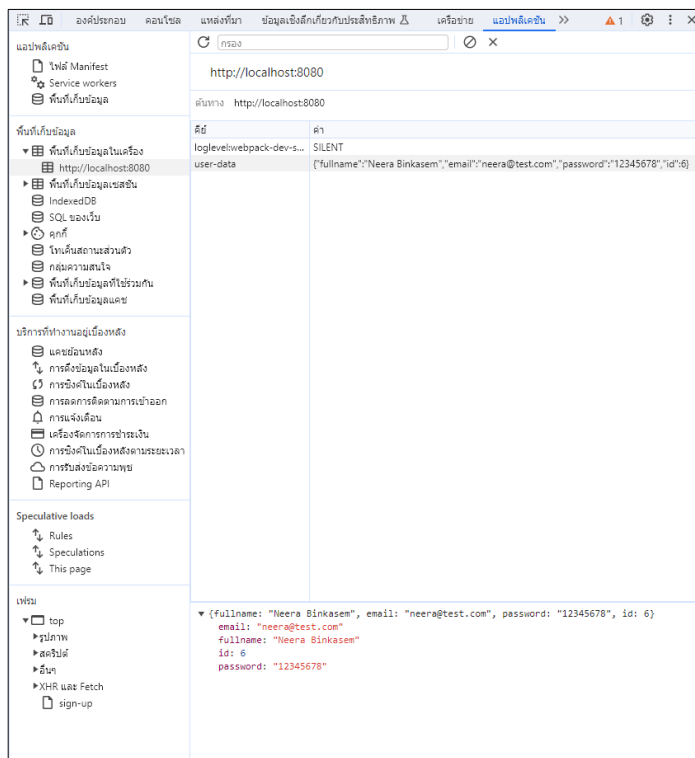 องค์ประกอบ คอนโซล แหล่งที่มา ข้อมูลเชิงลึกเกี่ยวกับประสิทธิภาพ เครือข่าย แอปพลิเคชัน >> 1
แอปพลิเคชัน
ไฟล์ Manifest
Service workers
พื้นที่เก็บข้อมูล
พื้นที่เก็บข้อมูล
พื้นที่เก็บข้อมูลในเครื่อง
http://localhost:8080
พื้นที่เก็บข้อมูลเซสชัน
IndexedDB
SQL ของเว็บ
คุกกี้
โทเค็นสถานะส่วนตัว
กลุ่มความสนใจ
พื้นที่เก็บข้อมูลที่ใช้ร่วมกัน
พื้นที่เก็บข้อมูลแคช
บริการที่ทำงานอยู่เบื้องหลัง
แคชย้อนหลัง
การดึงข้อมูลในเบื้องหลัง
การซิงค์ในเบื้องหลัง
การลดการติดตามการเข้าออก
การแจ้งเตือน
เครื่องจัดการการชำระเงิน
การซิงค์ในเบื้องหลังตามระยะเวลา
การรับส่งข้อความพุช
Reporting API
Speculative loads
Rules
Speculations
This page
เฟรม
top
รูปภาพ
สคริปต์
อื่นๆ
XHR และ Fetch
sign-up
กรอง
http://localhost:8080
ต้นทาง http://localhost:8080
คีย์ ค่า
loglevel:webpack-dev-s... SILENT
user-data {"fullname":"Neera Binkasem","email":"neera@test.com","password":"12345678","id":6}
{fullname: "Neera Binkasem", email: "neera@test.com", password: "12345678", id: 6}
email: "neera@test.com"
fullname: "Neera Binkasem"
id: 6
password: "12345678"